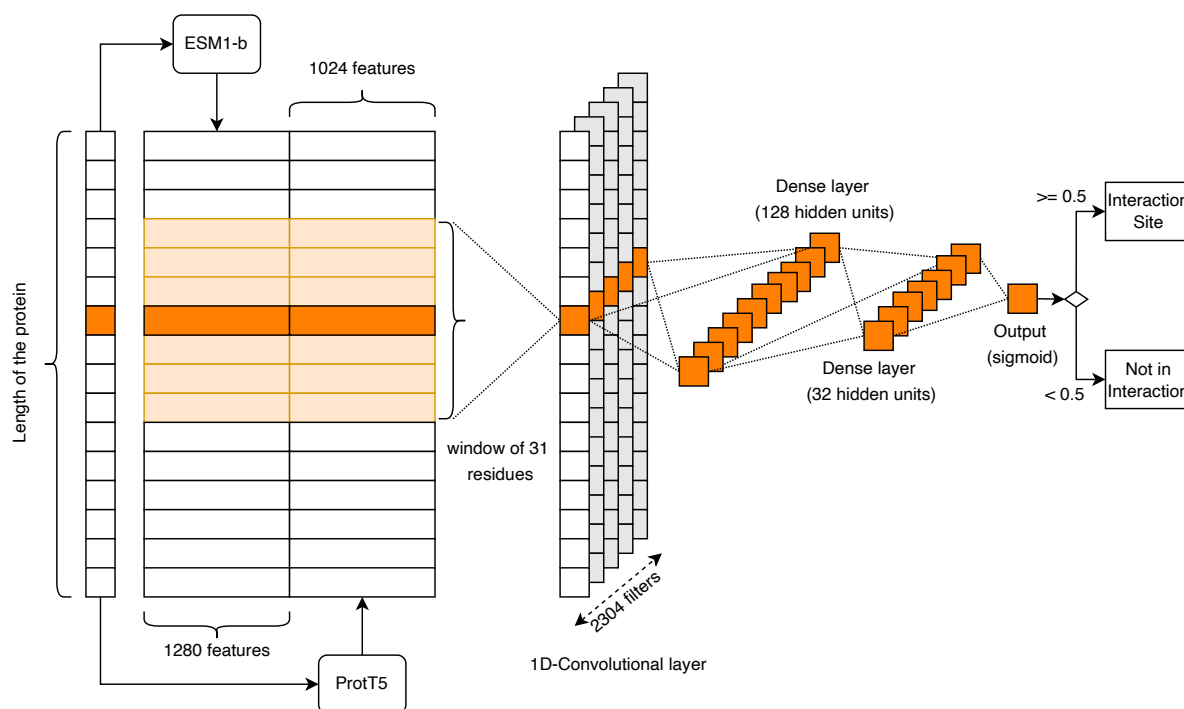 ESM1-b
1024 features
Length of the protein
window of 31
residues
1280 features
ProtT5
2304 filters
1D-Convolutional layer
Dense layer
(128 hidden units)
Dense layer
(32 hidden units)
Output
(sigmoid)
>= 0.5
Interaction
Site
< 0.5
Not in
Interaction